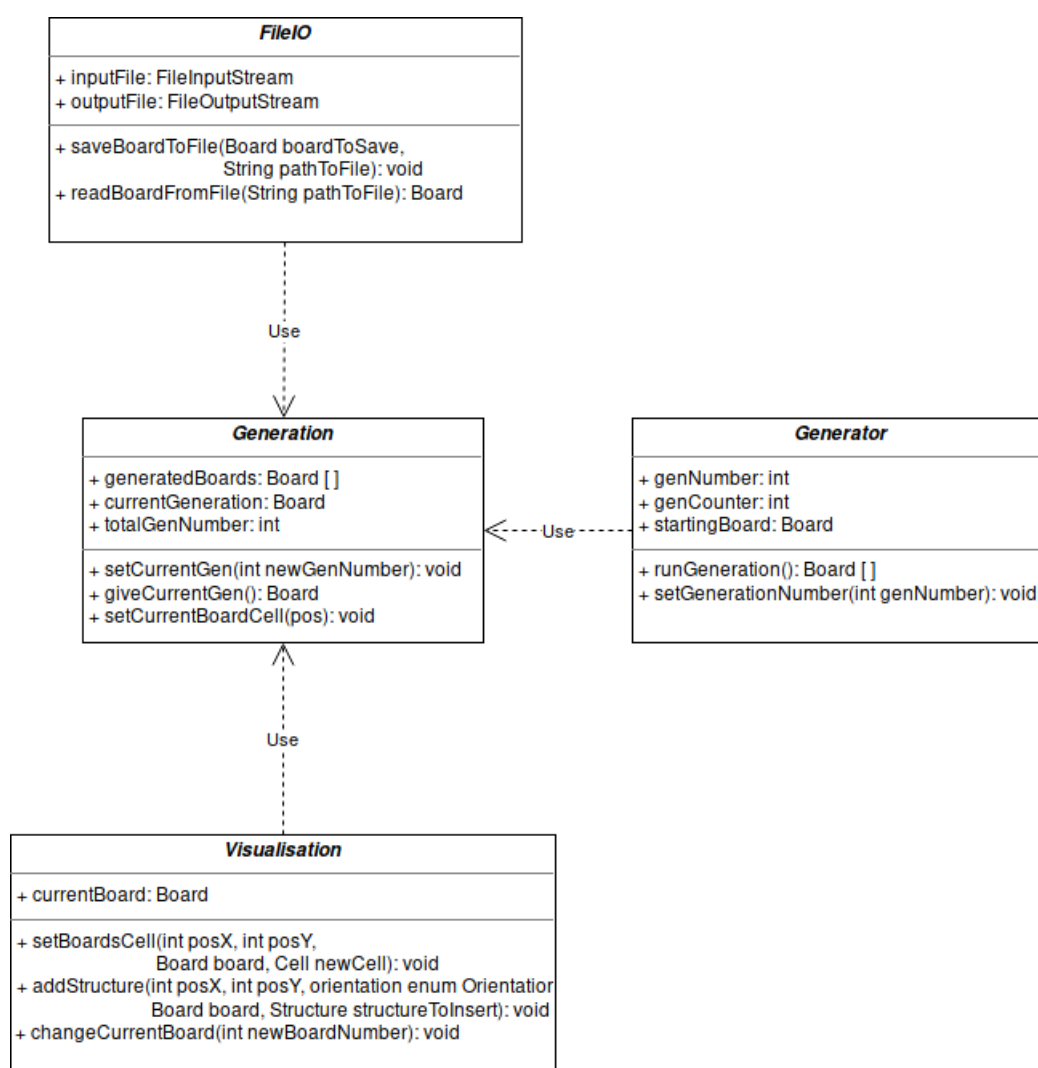 FileIO
+ inputFile: FileInputStream
+ outputFile: FileOutputStream
+ saveBoardToFile(Board boardToSave,
String pathToFile): void
+ readBoardFromFile(String pathToFile): Board
Use
Generation
+ generatedBoards: Board [ ]
+ currentGeneration: Board
+ totalGenNumber: int
+ setCurrentGen(int newGenNumber): void
+ giveCurrentGen(): Board
+ setCurrentBoardCell(pos): void
Use
Generator
+ genNumber: int
+ genCounter: int
+ startingBoard: Board
+ runGeneration(): Board [ ]
+ setGenerationNumber(int genNumber): void
Use
Visualisation
+ currentBoard: Board
+ setBoardsCell(int posX, int posY,
Board board, Cell newCell): void
+ addStructure(int posX, int posY, orientation enum Orientation
Board board, Structure structureToInsert): void
+ changeCurrentBoard(int newBoardNumber): void